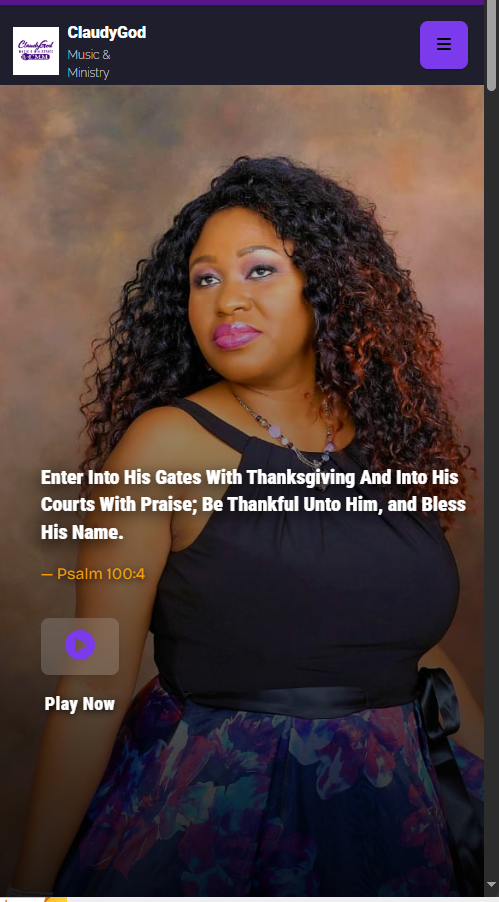 ClaudyGod
Music &
Ministry
ClaudyGod
Enter Into His Gates With Thanksgiving And Into His
Courts With Praise; Be Thankful Unto Him, and Bless
His Name.
— Psalm 100:4
Play Now